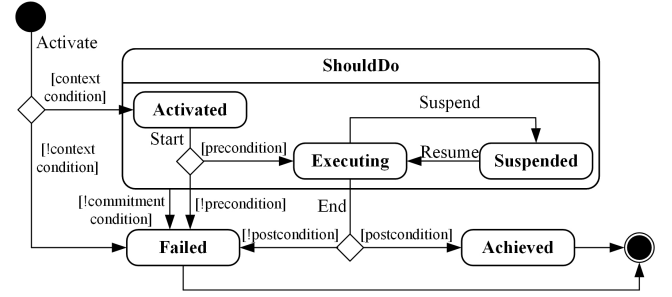 Activate
ShouldDo
[context
condition]
Activated
Suspend
Start
[!context
condition]
[precondition]
Executing
Resume
Suspended
[!commitment
condition]
[!precondition]
End
Failed
[!postcondition]
[postcondition]
Achieved